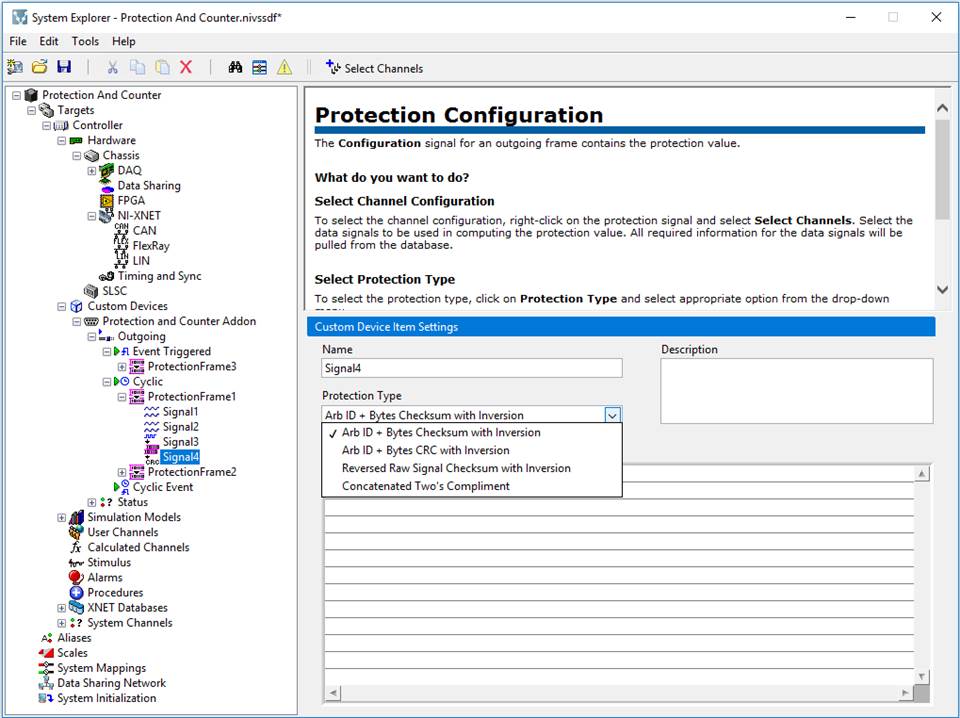 System Explorer - Protection And Counter.nivssdf*
File Edit Tools Help
Select Channels
Protection And Counter
Targets
Controller
Hardware
Chassis
DAQ
Data Sharing
FPGA
NI-XNET
CAN
FlexRay
LIN
Timing and Sync
SLSC
Custom Devices
Protection and Counter Addon
Outgoing
Event Triggered
ProtectionFrame3
Cyclic
ProtectionFrame1
Signal1
Signal2
Signal3
Signal4
ProtectionFrame2
Cyclic Event
Status
Simulation Models
User Channels
Calculated Channels
Stimulus
Alarms
Procedures
XNET Databases
System Channels
Aliases
Scales
System Mappings
Data Sharing Network
System Initialization
Protection Configuration
The Configuration signal for an outgoing frame contains the protection value.
What do you want to do?
Select Channel Configuration
To select the channel configuration, right-click on the protection signal and select Select Channels. Select the
data signals to be used in computing the protection value. All required information for the data signals will be
pulled from the database.
Select Protection Type
To select the protection type, click on Protection Type and select appropriate option from the drop-down
Custom Device Item Settings
Name
Signal4
Description
Protection Type
Arb ID + Bytes Checksum with Inversion
✓ Arb ID + Bytes Checksum with Inversion
Arb ID + Bytes CRC with Inversion
Reversed Raw Signal Checksum with Inversion
Concatenated Two's Compliment